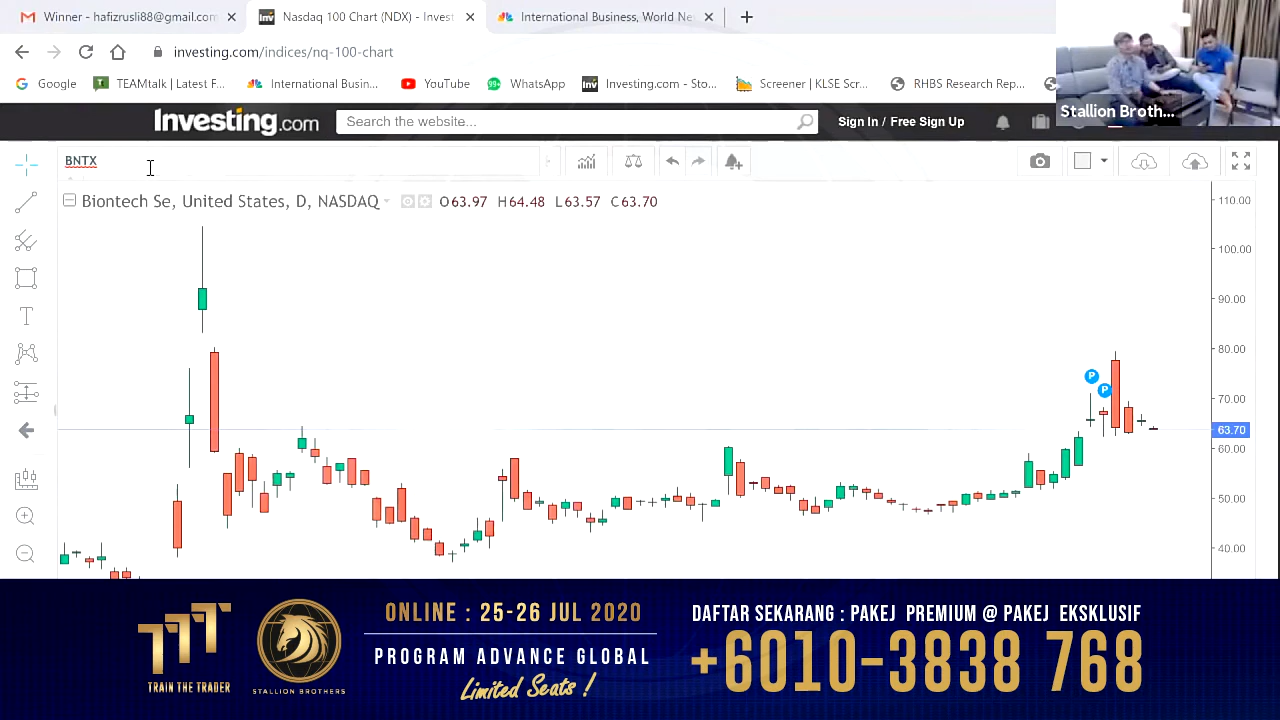 Winner - hafizrusli88@gmail.com
Nasdaq 100 Chart (NDX) - Invest
International Business, World Ne
investing.com/indices/nq-100-chart
Google
TEAMtalk | Latest F...
International Busin...
YouTube
99+
WhatsApp
Inv
Investing.com - Sto...
Screener | KLSE Scr...
RHBS Research Rep...
Stallion Broth...
Investing.com
Search the website...
Sign In / Free Sign Up
BNTX
Biontech Se, United States, D, NASDAQ
O63.97 H64.48 L63.57 C63.70
110.00
100.00
90.00
80.00
70.00
63.70
60.00
50.00
40.00
P
P
TTT
TRAIN THE TRADER
STALLION BROTHERS
ONLINE : 25-26 JUL 2020
PROGRAM ADVANCE GLOBAL
Limited Seats !
DAFTAR SEKARANG : PAKEJ PREMIUM @ PAKEJ EKSKLUSIF
+6010-3838 768